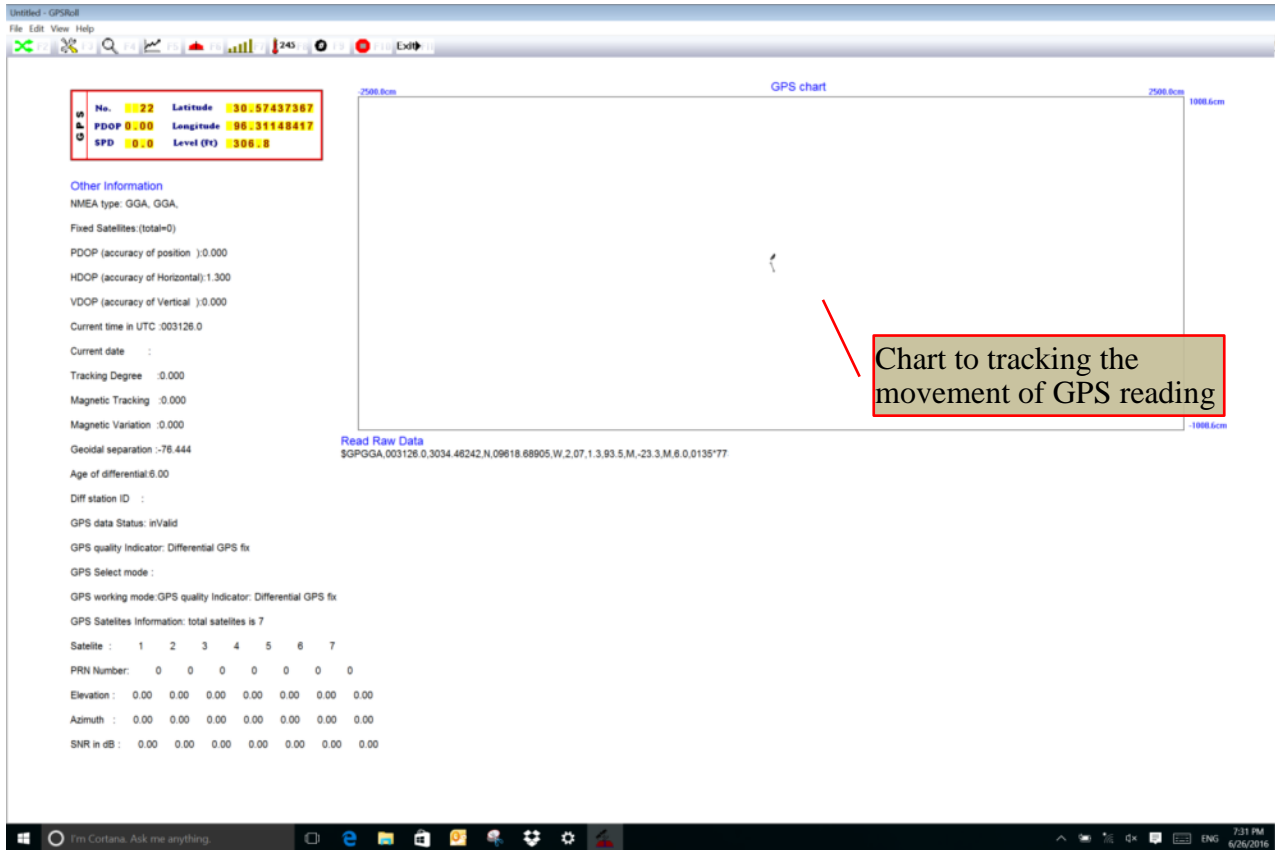 Untitled - GPSRoll
File Edit View Help
F2 F3 F4 F5 F6 F7 245 F8 F9 F10 Exit F11
GPS
No. 22 Latitude 30.57437367
PDOP 0.00 Longitude 96.31148417
SPD 0.0 Level (ft) 306.8
GPS chart
-2500.0cm 2500.0cm
1008.6cm
Other Information
NMEA type: GGA, GGA,
Fixed Satellites:(total=0)
PDOP (accuracy of position ):0.000
HDOP (accuracy of Horizontal):1.300
VDOP (accuracy of Vertical ):0.000
Current time in UTC :003126.0
Current date :
Tracking Degree :0.000
Magnetic Tracking :0.000
Magnetic Variation :0.000
Geoidal separation :-76.444
Age of differential:6.00
Diff station ID :
GPS data Status: inValid
GPS quality Indicator: Differential GPS fix
GPS Select mode :
GPS working mode:GPS quality Indicator: Differential GPS fix
GPS Satelites Information: total satelites is 7
Satelite : 1 2 3 4 5 6 7
PRN Number: 0 0 0 0 0 0 0
Elevation : 0.00 0.00 0.00 0.00 0.00 0.00 0.00
Azimuth : 0.00 0.00 0.00 0.00 0.00 0.00 0.00
SNR in dB : 0.00 0.00 0.00 0.00 0.00 0.00 0.00
Chart to tracking the
movement of GPS reading
-1008.6cm
Read Raw Data
$GPGGA,003126.0,3034.46242,N,09618.68905,W,2,07,1.3,93.5,M,-23.3,M,6.0,0135*77
I'm Cortana. Ask me anything.
ENG
7:31 PM
6/26/2016